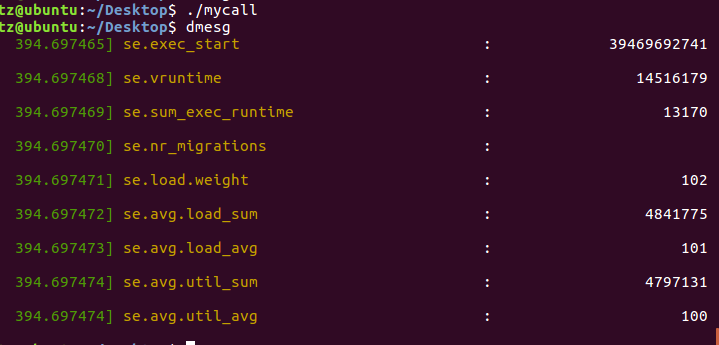 tz@ubuntu:~/Desktop$ ./mycall
tz@ubuntu:~/Desktop$ dmesg
394.697465] se.exec_start : 39469692741
394.697468] se.vruntime : 14516179
394.697469] se.sum_exec_runtime : 13170
394.697470] se.nr_migrations :
394.697471] se.load.weight : 102
394.697472] se.avg.load_sum : 4841775
394.697473] se.avg.load_avg : 101
394.697474] se.avg.util_sum : 4797131
394.697474] se.avg.util_avg : 100